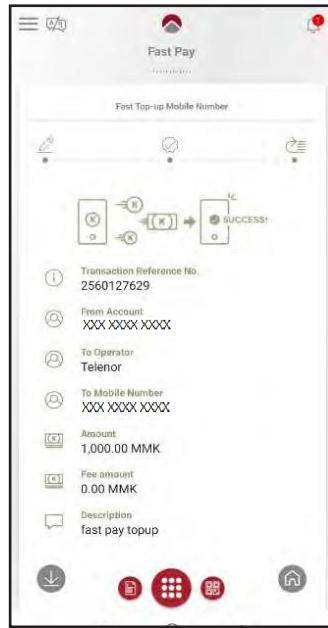 Fast Pay
Fast Top-up Mobile Number
SUCCESS!
Transaction Reference No.
2560127629
From Account
XXX XXXX XXXX
To Operator
Telenor
To Mobile Number
XXX XXXX XXXX
Amount
1,000.00 MMK
Fee amount
0.00 MMK
Description
fast pay topup